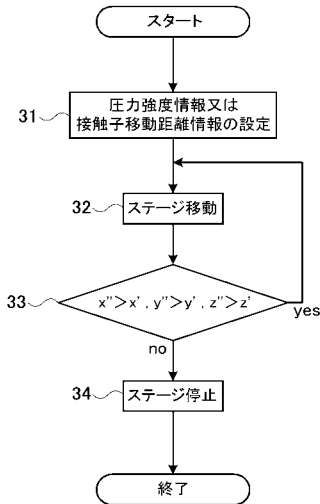 スタート
31
圧力強度情報又は
接触子移動距離情報の設定
32
ステージ移動
33
x">x' , y">y' , z">z'
yes
no
34
ステージ停止
終了